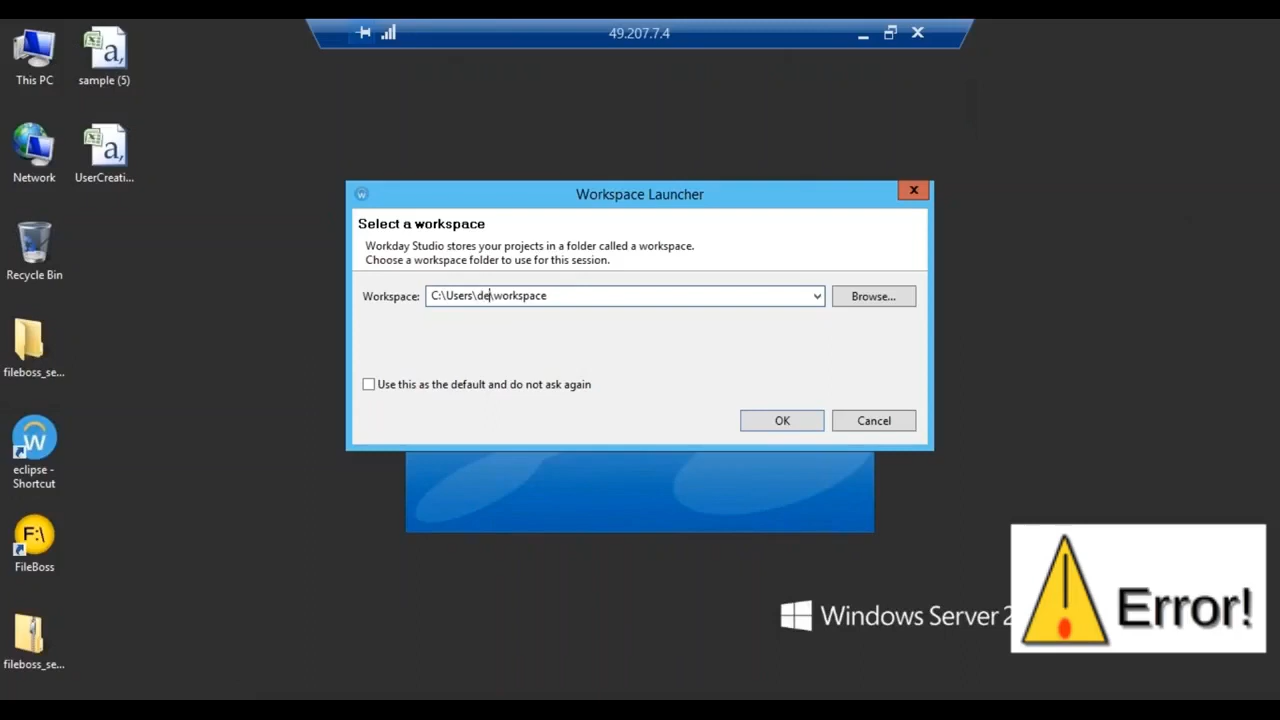 49.207.7.4
This PC
sample (5)
Network
UserCreati...
Recycle Bin
fileboss_se...
W
eclipse -
Shortcut
F:\
FileBoss
fileboss_se...
Workspace Launcher
Select a workspace
Workday Studio stores your projects in a folder called a workspace.
Choose a workspace folder to use for this session.
Workspace:
C:\Users\de\workspace
Browse...
Use this as the default and do not ask again
OK
Cancel
Windows Server 2
Error!